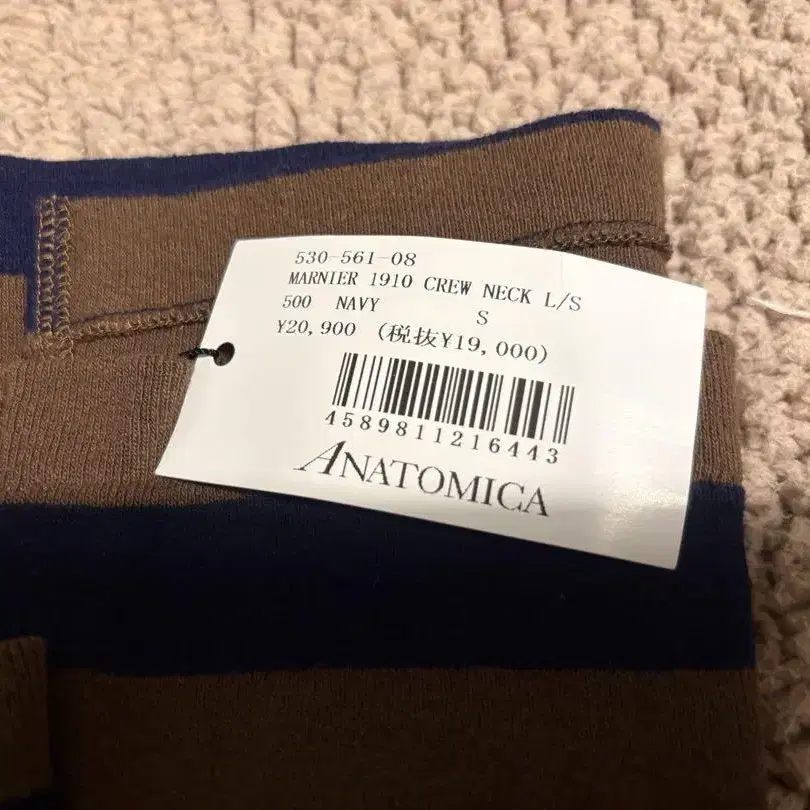 530-561-08
MARNIER 1910 CREW NECK L/S
500 NAVY S
¥20,900 (税抜¥19,000)
4589811216443
ANATOMICA